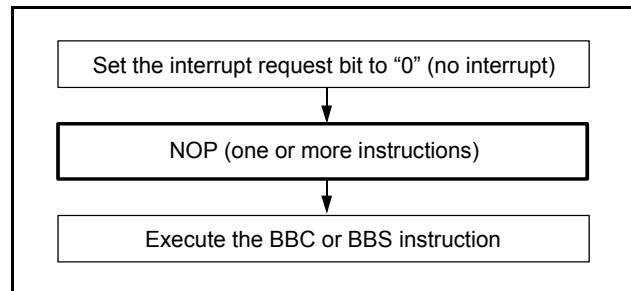 Set the interrupt request bit to “0” (no interrupt)
NOP (one or more instructions)
Execute the BBC or BBS instruction